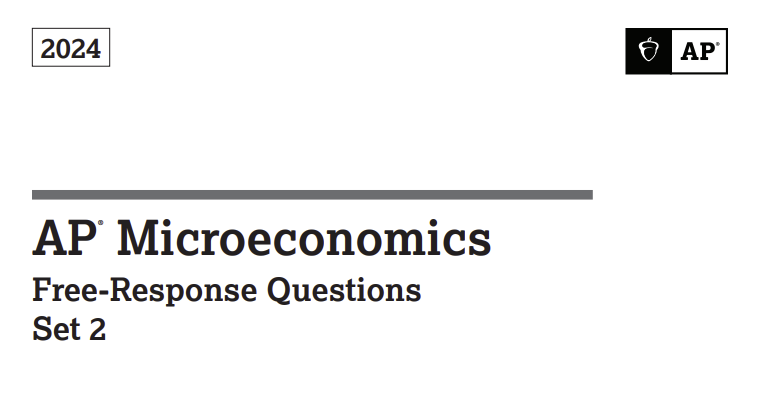 2024
AP®
AP® Microeconomics
Free-Response Questions
Set 2